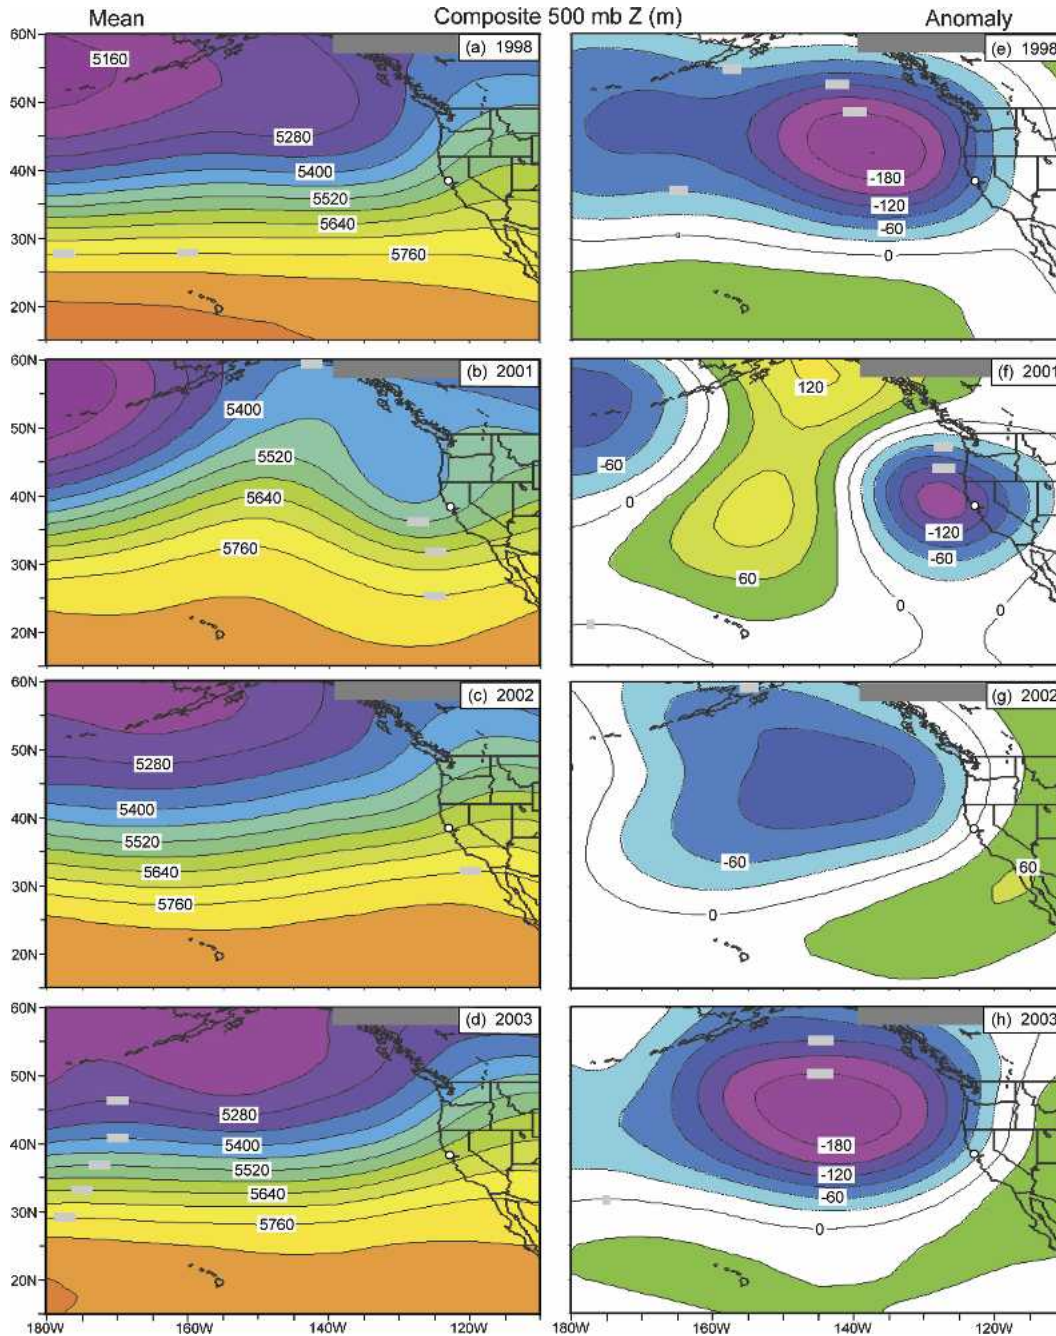 Mean Composite 500 mb Z (m) Anomaly
60N (a) 1998 (e) 1998
5160
50N
5280
5400
40N -180
5520 -120
5640 -60
30N
5760 0
20N
60N (b) 2001 (f) 2001
120
5400
50N
5520 -60
5640 0
40N
-120
5760 -60
30N 60
0 0
20N
60N (c) 2002 (g) 2002
50N
5280
5400
40N
5520
5640 -60 60
30N
5760 0
20N
60N (d) 2003 (h) 2003
50N
5280
5400 -180
40N
5520 -120
5640 -60
30N
5760 0
20N
180W 160W 140W 120W 180W 160W 140W 120W